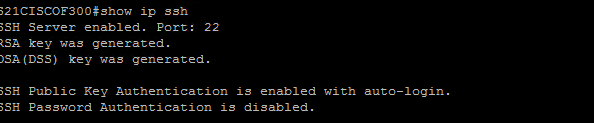 S21CISCOF300#show ip ssh
SSH Server enabled. Port: 22
RSA key was generated.
DSA(DSS) key was generated.
SSH Public Key Authentication is enabled with auto-login.
SSH Password Authentication is disabled.